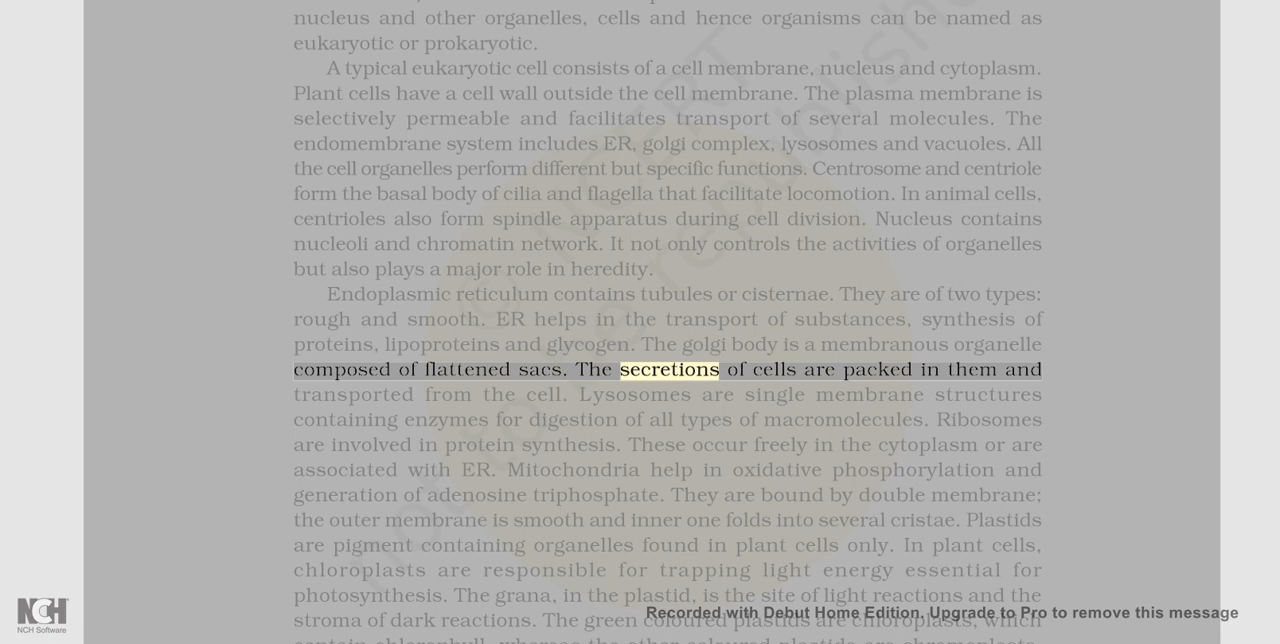 nucleus and other organelles, cells and hence organisms can be named as
eukaryotic or prokaryotic.
A typical eukaryotic cell consists of a cell membrane, nucleus and cytoplasm.
Plant cells have a cell wall outside the cell membrane. The plasma membrane is
selectively permeable and facilitates transport of several molecules. The
endomembrane system includes ER, golgi complex, lysosomes and vacuoles. All
the cell organelles perform different but specific functions. Centrosome and centriole
form the basal body of cilia and flagella that facilitate locomotion. In animal cells,
centrioles also form spindle apparatus during cell division. Nucleus contains
nucleoli and chromatin network. It not only controls the activities of organelles
but also plays a major role in heredity.
Endoplasmic reticulum contains tubules or cisternae. They are of two types:
rough and smooth. ER helps in the transport of substances, synthesis of
proteins, lipoproteins and glycogen. The golgi body is a membranous organelle
composed of flattened sacs. The secretions of cells are packed in them and
transported from the cell. Lysosomes are single membrane structures
containing enzymes for digestion of all types of macromolecules. Ribosomes
are involved in protein synthesis. These occur freely in the cytoplasm or are
associated with ER. Mitochondria help in oxidative phosphorylation and
generation of adenosine triphosphate. They are bound by double membrane;
the outer membrane is smooth and inner one folds into several cristae. Plastids
are pigment containing organelles found in plant cells only. In plant cells,
chloroplasts are responsible for trapping light energy essential for
photosynthesis. The grana, in the plastid, is the site of light reactions and the
stroma of dark reactions. The green coloured plastids are chloroplasts, which
contain chlorophyll, whereas the other coloured plastids are chromoplasts
© NCERT
not to be republished
NCH
NCH Software
Recorded with Debut Home Edition. Upgrade to Pro to remove this message